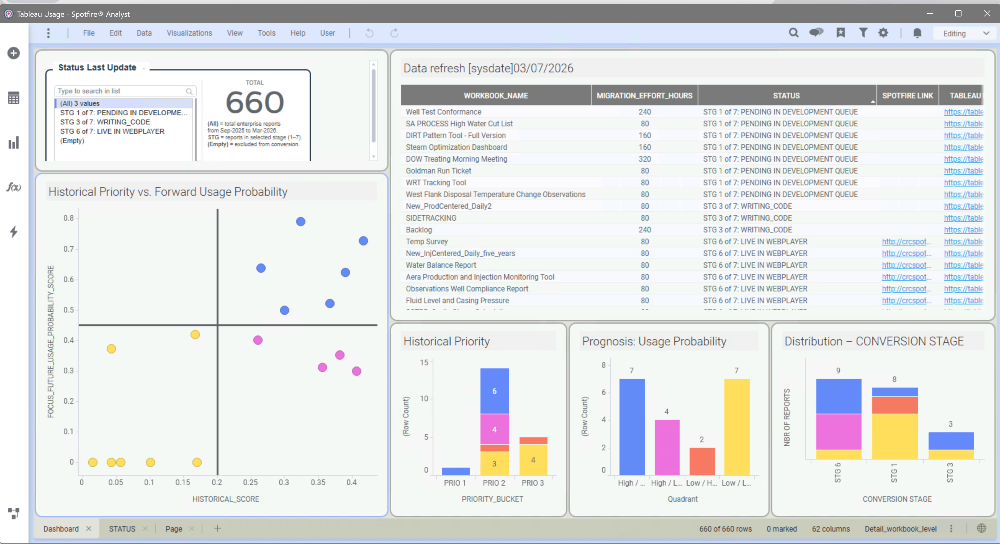 Tableau Usage - Spotfire® Analyst
File Edit Data Visualizations View Tools Help User
Editing
Status Last Update -
Type to search in list
(All) 3 values
STG 1 of 7: PENDING IN DEVELOPME...
STG 3 of 7: WRITING_CODE
STG 6 of 7: LIVE IN WEBPLAYER
(Empty)
TOTAL
660
(All) = total enterprise reports
from Sep-2025 to Mar-2026.
STG = reports in selected stage (1–7).
(Empty) = excluded from conversion.
Data refresh [sysdate]03/07/2026
WORKBOOK_NAME MIGRATION_EFFORT_HOURS STATUS SPOTFIRE LINK TABLEAU
Well Test Conformance 240 STG 1 of 7: PENDING IN DEVELOPMENT QUEUE https://table
SA PROCESS High Water Cut List 80 STG 1 of 7: PENDING IN DEVELOPMENT QUEUE https://table
DIRT Pattern Tool - Full Version 160 STG 1 of 7: PENDING IN DEVELOPMENT QUEUE https://table
Steam Optimization Dashboard 160 STG 1 of 7: PENDING IN DEVELOPMENT QUEUE https://table
DOW Treating Morning Meeting 320 STG 1 of 7: PENDING IN DEVELOPMENT QUEUE https://table
Goldman Run Ticket 80 STG 1 of 7: PENDING IN DEVELOPMENT QUEUE https://table
WRT Tracking Tool 80 STG 1 of 7: PENDING IN DEVELOPMENT QUEUE https://table
West Flank Disposal Temperature Change Observations 80 STG 1 of 7: PENDING IN DEVELOPMENT QUEUE https://table
New_ProdCentered_Daily2 80 STG 3 of 7: WRITING_CODE https://table
SIDETRACKING 80 STG 3 of 7: WRITING_CODE https://table
Backlog 240 STG 3 of 7: WRITING_CODE https://table
Temp Survey 80 STG 6 of 7: LIVE IN WEBPLAYER http://crcspot... https://table
New_InjCentered_Daily_five_years 80 STG 6 of 7: LIVE IN WEBPLAYER http://crcspot... https://table
Water Balance Report 80 STG 6 of 7: LIVE IN WEBPLAYER http://crcspot... https://table
Aera Production and Injection Monitoring Tool 80 STG 6 of 7: LIVE IN WEBPLAYER http://crcspot... https://table
Observations Well Compliance Report 80 STG 6 of 7: LIVE IN WEBPLAYER http://crcspot... https://table
Fluid Level and Casing Pressure 80 STG 6 of 7: LIVE IN WEBPLAYER http://crcspot... https://table
Historical Priority vs. Forward Usage Probability
FOCUS_FUTURE_USAGE_PROBABILITY_SCORE
0.8
0.7
0.6
0.5
0.4
0.3
0.2
0.1
0
0 0.05 0.1 0.15 0.2 0.25 0.3 0.35 0.4
HISTORICAL_SCORE
Historical Priority
(Row Count)
15
10
5
0
6
4
3
4
PRIO 1 PRIO 2 PRIO 3
PRIORITY_BUCKET
Prognosis: Usage Probability
(Row Count)
8
6
4
2
0
7
4
2
7
High / ... High / L... Low / H... Low / L...
Quadrant
Distribution – CONVERSION STAGE
NBR OF REPORTS
9
8
3
STG 6 STG 1 STG 3
CONVERSION STAGE
Dashboard STATUS Page
660 of 660 rows 0 marked 62 columns Detail_workbook_level